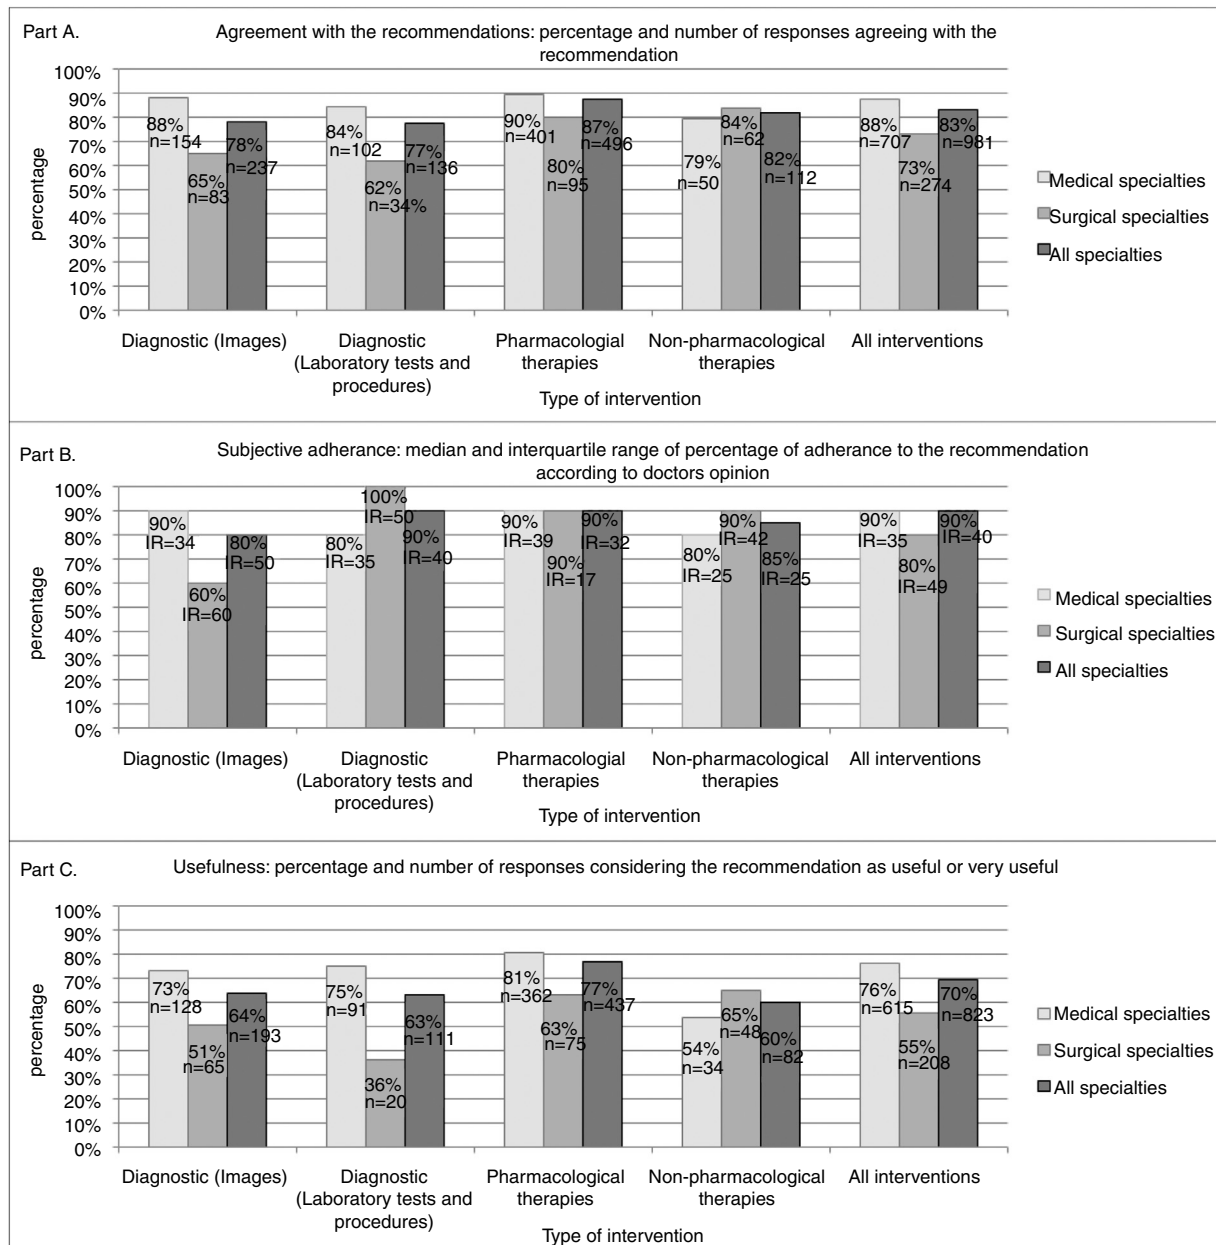 Part A.
Agreement with the recommendations: percentage and number of responses agreeing with the
recommendation
percentage
100%
90%
80%
70%
60%
50%
40%
30%
20%
10%
0%
88%
n=154
65%
n=83
78%
n=237
84%
n=102
62%
n=34%
77%
n=136
90%
n=401
80%
n=95
87%
n=496
79%
n=50
84%
n=62
82%
n=112
88%
n=707
73%
n=274
83%
n=981
Medical specialties
Surgical specialties
All specialties
Diagnostic (Images)
Diagnostic
(Laboratory tests and
procedures)
Pharmacologial
therapies
Non-pharmacological
therapies
All interventions
Type of intervention
Part B.
Subjective adherence: median and interquartile range of percentage of adherence to the recommendation
according to doctors opinion
percentage
100%
90%
80%
70%
60%
50%
40%
30%
20%
10%
0%
90%
IR=34
60%
IR=60
80%
IR=50
80%
IR=35
100%
IR=50
90%
IR=40
90%
IR=39
90%
IR=17
90%
IR=32
80%
IR=25
90%
IR=42
85%
IR=25
90%
IR=35
80%
IR=49
90%
IR=40
Medical specialties
Surgical specialties
All specialties
Diagnostic (Images)
Diagnostic
(Laboratory tests and
procedures)
Pharmacologial
therapies
Non-pharmacological
therapies
All interventions
Type of intervention
Part C.
Usefulness: percentage and number of responses considering the recommendation as useful or very useful
percentage
100%
90%
80%
70%
60%
50%
40%
30%
20%
10%
0%
73%
n=128
51%
n=65
64%
n=193
75%
n=91
36%
n=20
63%
n=111
81%
n=362
63%
n=75
77%
n=437
54%
n=34
65%
n=48
60%
n=82
76%
n=615
55%
n=208
70%
n=823
Medical specialties
Surgical specialties
All specialties
Diagnostic (Images)
Diagnostic
(Laboratory tests and
procedures)
Pharmacological
therapies
Non-pharmacological
therapies
All interventions
Type of intervention